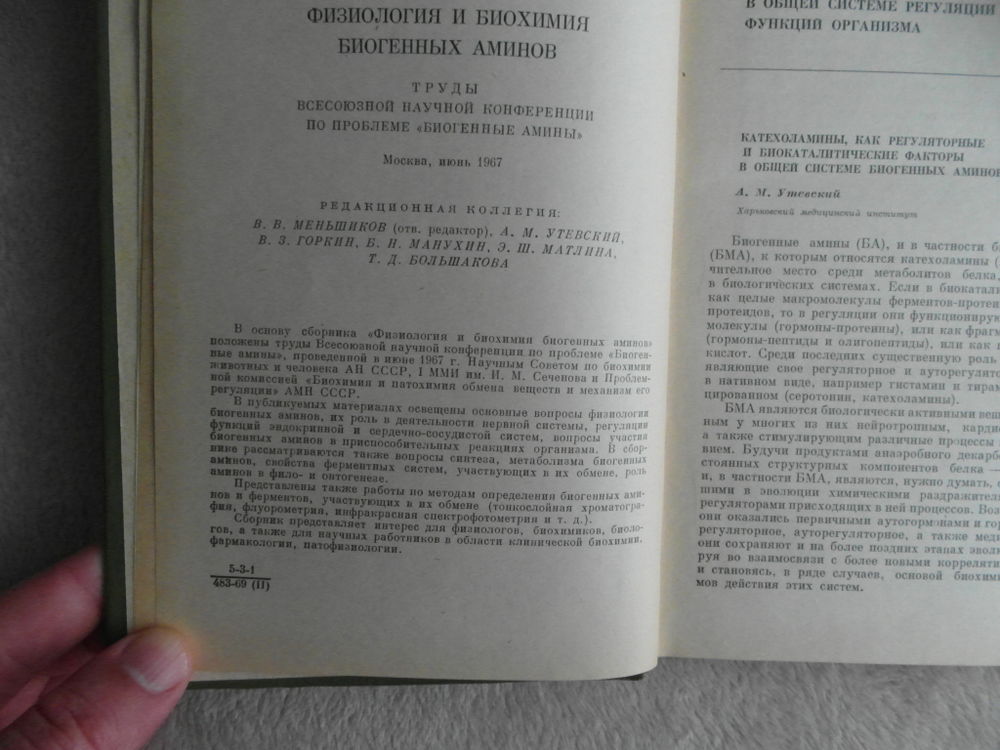 ФИЗИОЛОГИЯ И БИОХИМИЯ
БИОГЕННЫХ АМИНОВ
ТРУДЫ
ВСЕСОЮЗНОЙ НАУЧНОЙ КОНФЕРЕНЦИИ
ПО ПРОБЛЕМЕ «БИОГЕННЫЕ АМИНЫ»
Москва, июнь 1967
РЕДАКЦИОННАЯ КОЛЛЕГИЯ:
В. В. МЕНЬШИКОВ (отв. редактор), А. М. УТЕВСКИЙ,
В. З. ГОРКИН, Б. Н. МАНУХИН, Э. Ш. МАТЛИНА,
Т. Д. БОЛЬШАКОВА
В основу сборника «Физиология и биохимия биогенных аминов»
положены труды Всесоюзной научной конференции по проблеме «Биоген-
ные амины», проведенной в июне 1967 г. Научным Советом по биохимии
животных и человека АН СССР, I ММИ им. И. М. Сеченова и Проблем-
ной комиссией «Биохимия и патохимия обмена веществ и механизм его
регуляции» АМН СССР.
В публикуемых материалах освещены основные вопросы физиологии
биогенных аминов, их роль в деятельности нервной системы, регуляции
функций эндокринной и сердечно-сосудистой систем, вопросы участия
биогенных аминов в приспособительных реакциях организма. В сбор-
нике рассматриваются также вопросы синтеза, метаболизма биогенных
аминов, свойства ферментных систем, участвующих в их обмене, роль
аминов в фило- и онтогенезе.
Представлены также работы по методам определения биогенных ами-
нов и ферментов, участвующих в их обмене (тонкослойная хроматогра-
фия, флуорометрия, инфракрасная спектрофотометрия и т. д.).
Сборник представляет интерес для физиологов, биохимиков, биоло-
гов, а также для научных работников в области клинической биохимии,
фармакологии, патофизиологии.
5-3-1
483-69 (II)
В ОБЩЕЙ СИСТЕМЕ РЕГУЛЯЦИИ
ФУНКЦИЙ ОРГАНИЗМА
КАТЕХОЛАМИНЫ, КАК РЕГУЛЯТОРНЫЕ
И БИОКАТАЛИТИЧЕСКИЕ ФАКТОРЫ
В ОБЩЕЙ СИСТЕМЕ БИОГЕННЫХ АМИНОВ
А. М. Утевский
Харьковский медицинский институт
Биогенные амины (БА), и в частности б
(БМА), к которым относятся катехоламины
чительное место среди метаболитов белка,
в биологических системах. Если в биокатали
как целые макромолекулы ферментов-протеи
протеидов, то в регуляции они функционирую
молекулы (гормоны-протеины), или как фраг
(гормоны-пептиды и олигопептиды), или как
кислот. Среди последних существенную роль
являющие свое регуляторное и ауторегулято
в нативном виде, например гистамин и тирам
цированном (серотонин, катехоламины).
БМА являются биологически активными веще
ным у многих из них нейротропным, кардио
а также стимулирующим различные процессы
вием. Будучи продуктами анаэробного декарб
стоянных структурных компонентов белка —
и, в частности БМА, являются, нужно думать,
шими в эволюции химическими раздражител
регуляторами присходящих в ней процессов. Воз
они оказались первичными аутогормонами и гор
регуляторное, ауторегуляторное, а также меди
они сохраняют и на более поздних этапах эволю
руя во взаимосвязи с более новыми коррелятив
и становясь, в ряде случаев, основой биохими
мов действия этих систем.